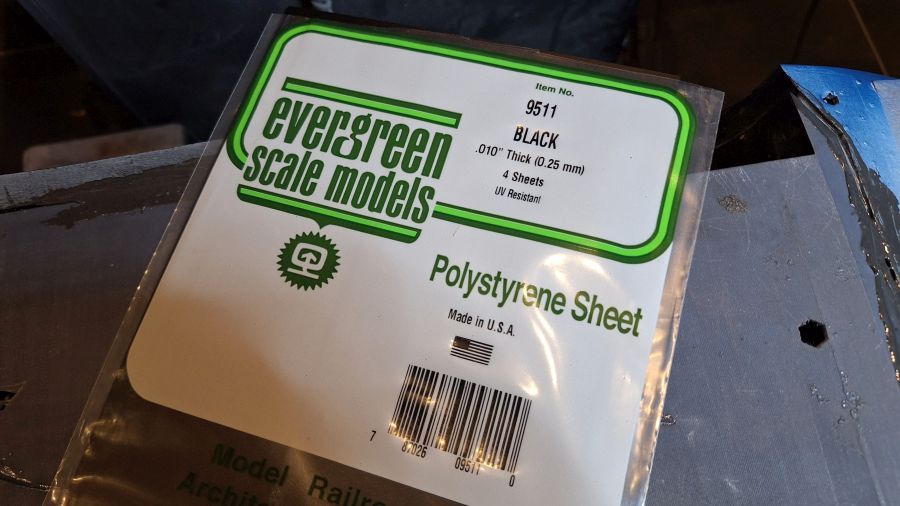 evergreen
scale models
Item No.
9511
BLACK
.010" Thick (0.25 mm)
4 Sheets
UV Resistant
Polystyrene Sheet
Made in U.S.A.
7 87026 09511 0
Model